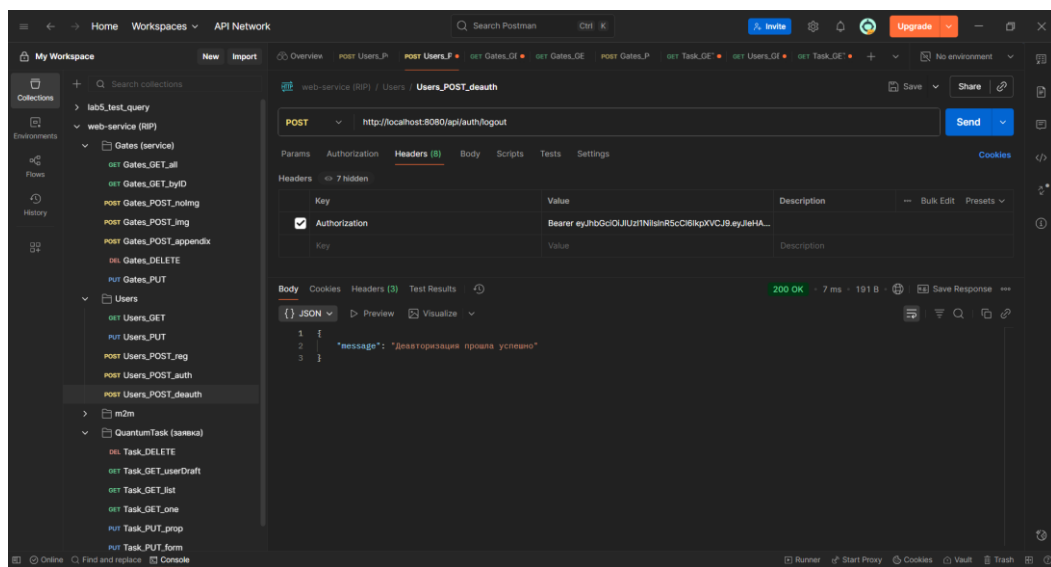 Home Workspaces API Network
Search Postman Ctrl K
Invite
Upgrade
My Workspace New Import
Overview POST Users_P POST Users_F GET Gates_GE GET Gates_GE POST Gates_P GET Task_GE GET Users_GE GET Task_GE
No environment
Collections
Environments
Flows
History
Search collections
lab5_test_query
web-service (RIP)
Gates (service)
GET Gates_GET_all
GET Gates_GET_byID
POST Gates_POST_noImg
POST Gates_POST_img
POST Gates_POST_appendix
DEL Gates_DELETE
PUT Gates_PUT
Users
GET Users_GET
PUT Users_PUT
POST Users_POST_reg
POST Users_POST_auth
POST Users_POST_deauth
m2m
QuantumTask (заявка)
DEL Task_DELETE
GET Task_GET_userDraft
GET Task_GET_list
GET Task_GET_one
PUT Task_PUT_prop
PUT Task_PUT_form
web-service (RIP) / Users / Users_POST_deauth
Save Share
POST http://localhost:8080/api/auth/logout
Send
Params Authorization Headers (8) Body Scripts Tests Settings Cookies
Headers 7 hidden
Key Value Description Bulk Edit Presets
Authorization
Key Value Description
Body Cookies Headers (3) Test Results
200 OK 7 ms 191 B Save Response
{} JSON Preview Visualize
1 {
2 "message": "Деавторизация прошла успешно"
3 }
Online Find and replace Console
Runner Start Proxy Cookies Vault Trash